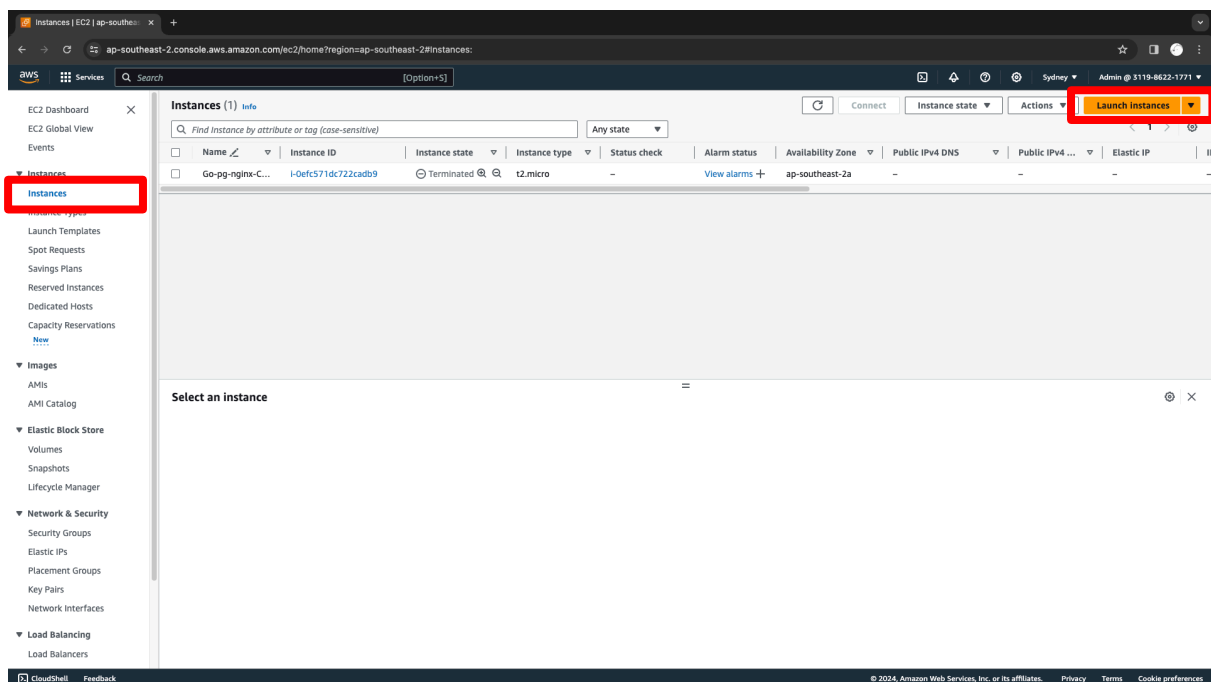 Instances | EC2 | ap-southea
ap-southeast-2.console.aws.amazon.com/ec2/home?region=ap-southeast-2#Instances:
aws Services Search [Option+S] Sydney Admin @ 3119-8622-1771
EC2 Dashboard
EC2 Global View
Events
Instances
Instances
Instance Types
Launch Templates
Spot Requests
Savings Plans
Reserved Instances
Dedicated Hosts
Capacity Reservations
New
Images
AMIs
AMI Catalog
Elastic Block Store
Volumes
Snapshots
Lifecycle Manager
Network & Security
Security Groups
Elastic IPs
Placement Groups
Key Pairs
Network Interfaces
Load Balancing
Load Balancers
Instances (1) Info Connect Instance state Actions Launch instances
Find Instance by attribute or tag (case-sensitive) Any state 1
Name Instance ID Instance state Instance type Status check Alarm status Availability Zone Public IPv4 DNS Public IPv4 ... Elastic IP
Go-pg-nginx-C... i-0efc571dc722cadb9 Terminated t2.micro – View alarms + ap-southeast-2a – – –
Select an instance
CloudShell Feedback © 2024, Amazon Web Services, Inc. or its affiliates. Privacy Terms Cookie preferences